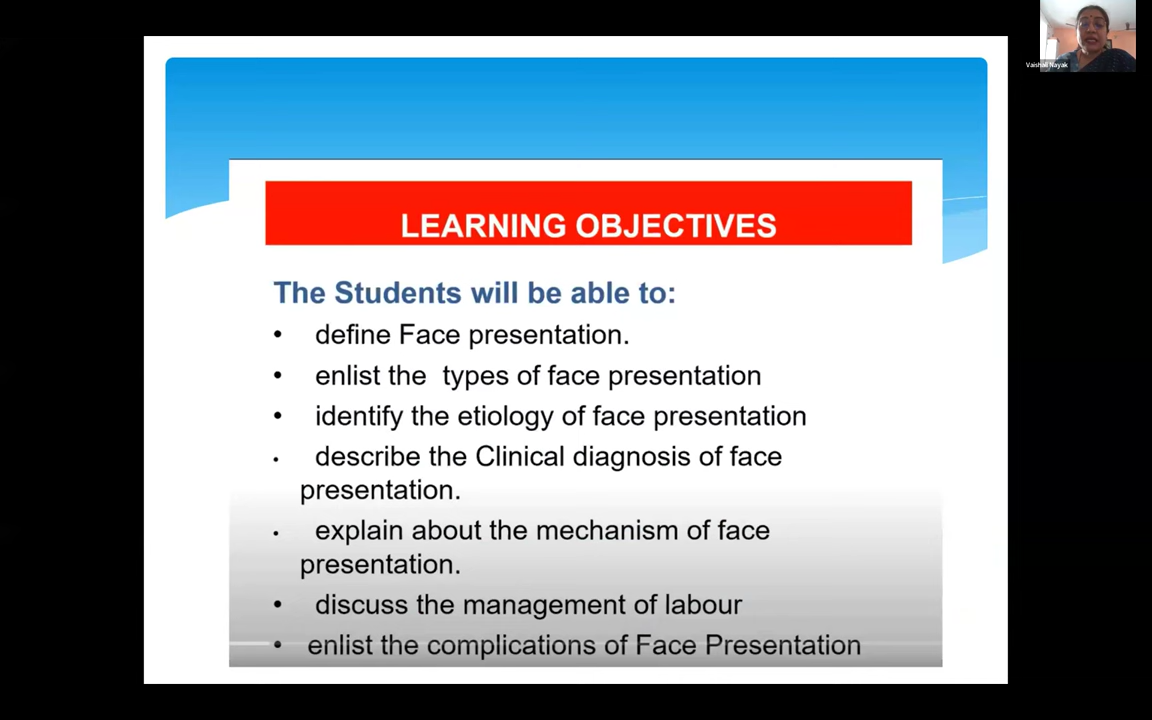 Vaishali Nayak
LEARNING OBJECTIVES
The Students will be able to:
• define Face presentation.
• enlist the types of face presentation
• identify the etiology of face presentation
• describe the Clinical diagnosis of face
presentation.
• explain about the mechanism of face
presentation.
• discuss the management of labour
• enlist the complications of Face Presentation